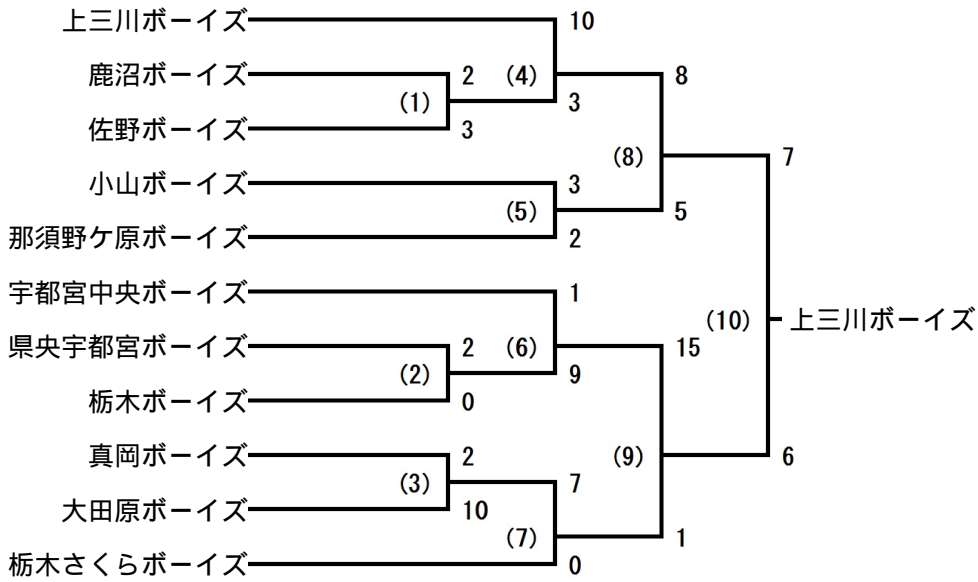 上三川ボーイズ 10
鹿沼ボーイズ 2 (4) 8
(1) 3
佐野ボーイズ 3
(8) 7
小山ボーイズ 3
(5) 5
那須野ケ原ボーイズ 2
宇都宮中央ボーイズ 1
(10) 上三川ボーイズ
県央宇都宮ボーイズ 2 (6) 15
(2) 9
栃木ボーイズ 0
真岡ボーイズ 2 (9) 6
(3) 7
大田原ボーイズ 10
(7) 1
栃木さくらボーイズ 0